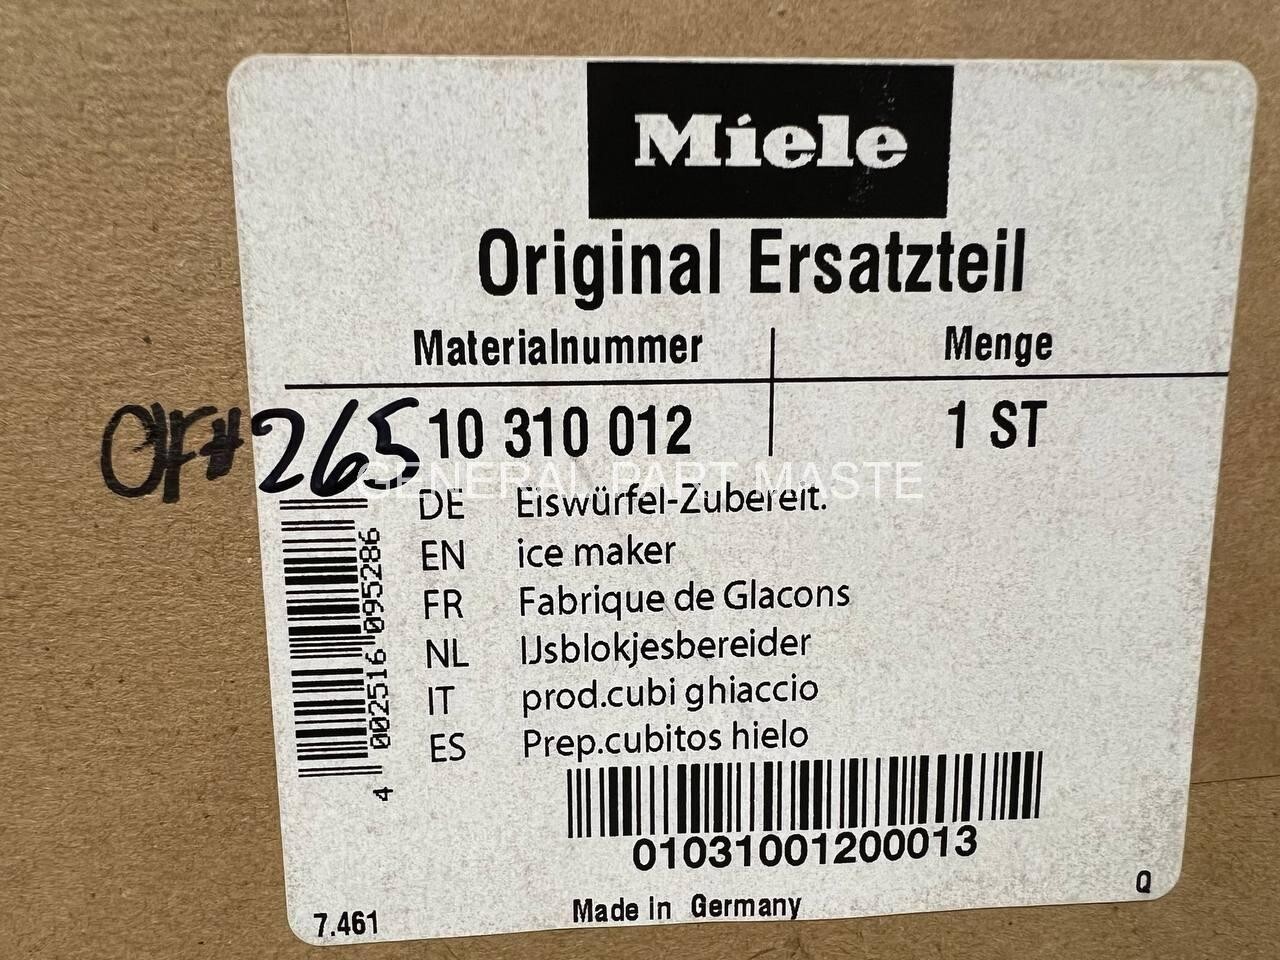 Miele
Original Ersatzteil
Materialnummer Menge
OF#265 10 310 012 1 ST
GENERAL PART MASTE
DE Eiswürfel-Zubereit.
EN ice maker
FR Fabrique de Glacons
NL IJsblokjesbereider
IT prod.cubi ghiaccio
ES Prep.cubitos hielo
4 002516 095286
01031001200013
Q
7.461 Made in Germany